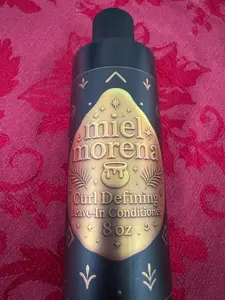 miel
morena
Curl Defining
Leave-In Conditioner
8 oz.